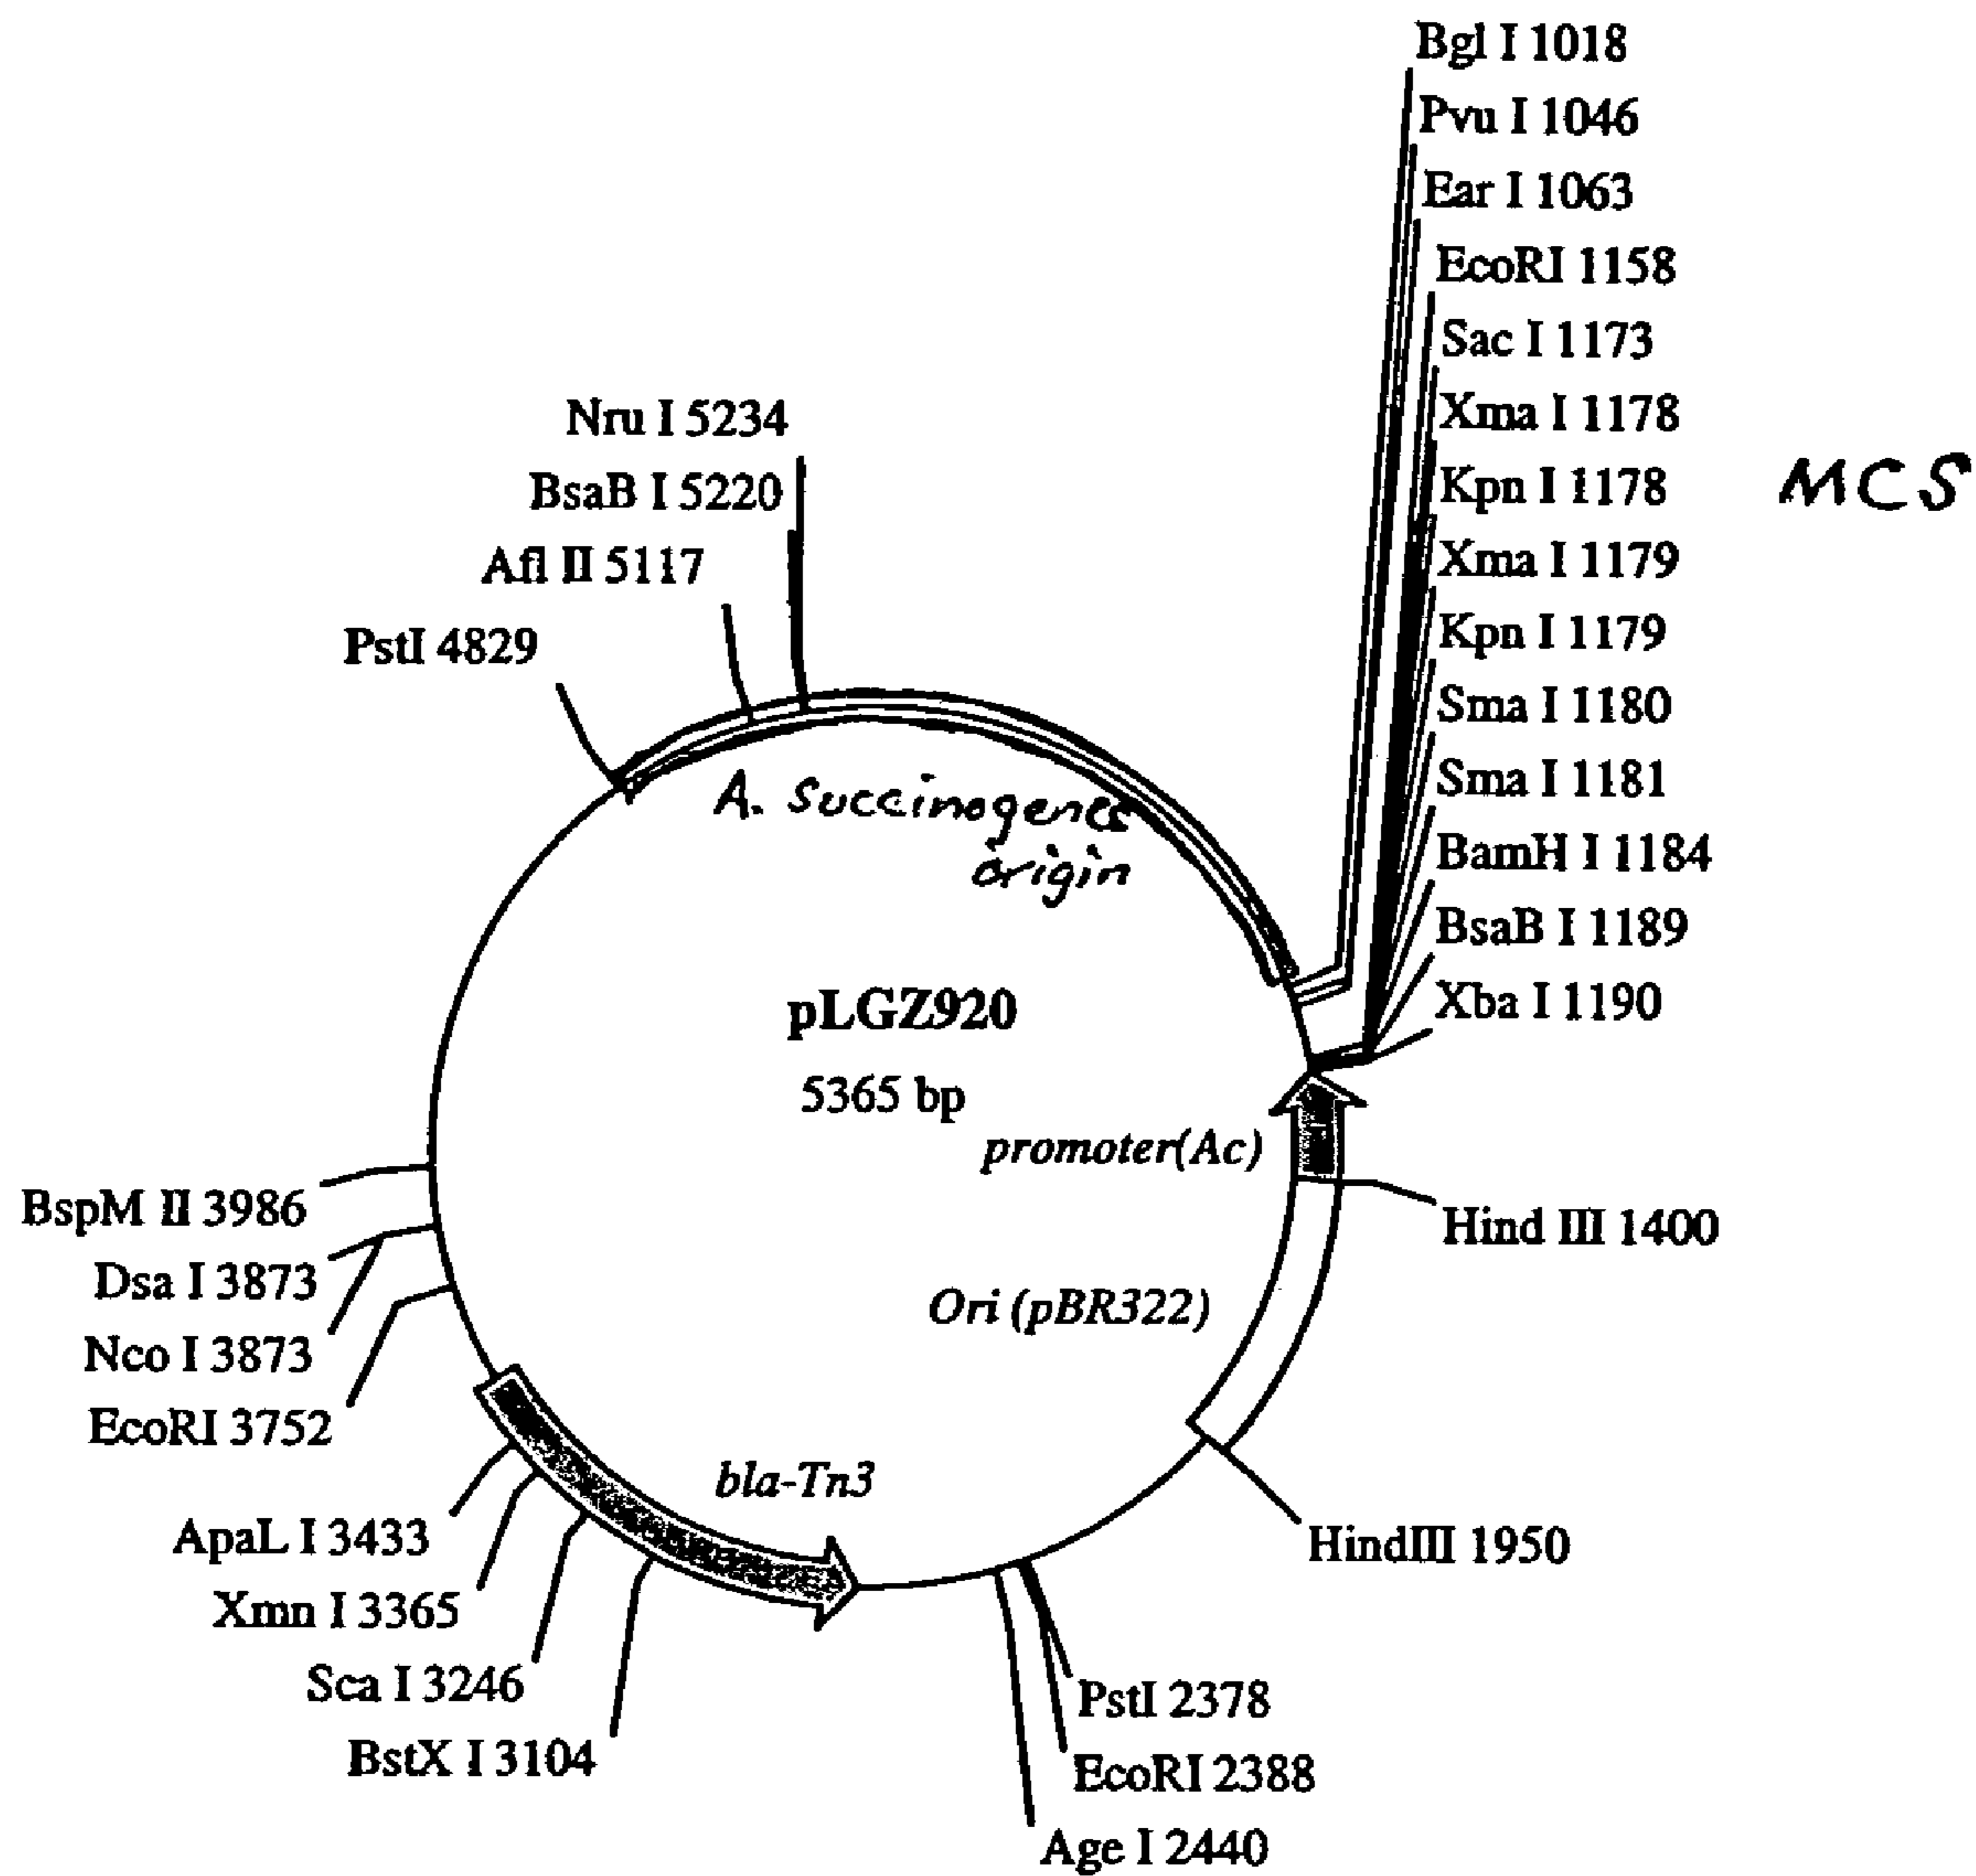 Bgl I 1018
Pvu I 1046
Ear I 1063
EcoRI 1158
Sac I 1173
Xma I 1178
Kpn I 1178
Xma I 1179
Kpn I 1179
Sma I 1180
Sma I 1181
BamH I 1184
BsaB I 1189
Xba I 1190
MCS
Nru I 5234
BsaB I 5220
Afl II 5117
PstI 4829
A. Succinogenes
origin
pLGZ920
5365 bp
promoter(Ac)
Hind III 1400
Ori (pBR322)
HindIII 1950
BspM II 3986
Dsa I 3873
Nco I 3873
EcoRI 3752
bla-Tn3
ApaL I 3433
Xmn I 3365
Sca I 3246
BstX I 3104
PstI 2378
EcoRI 2388
Age I 2440